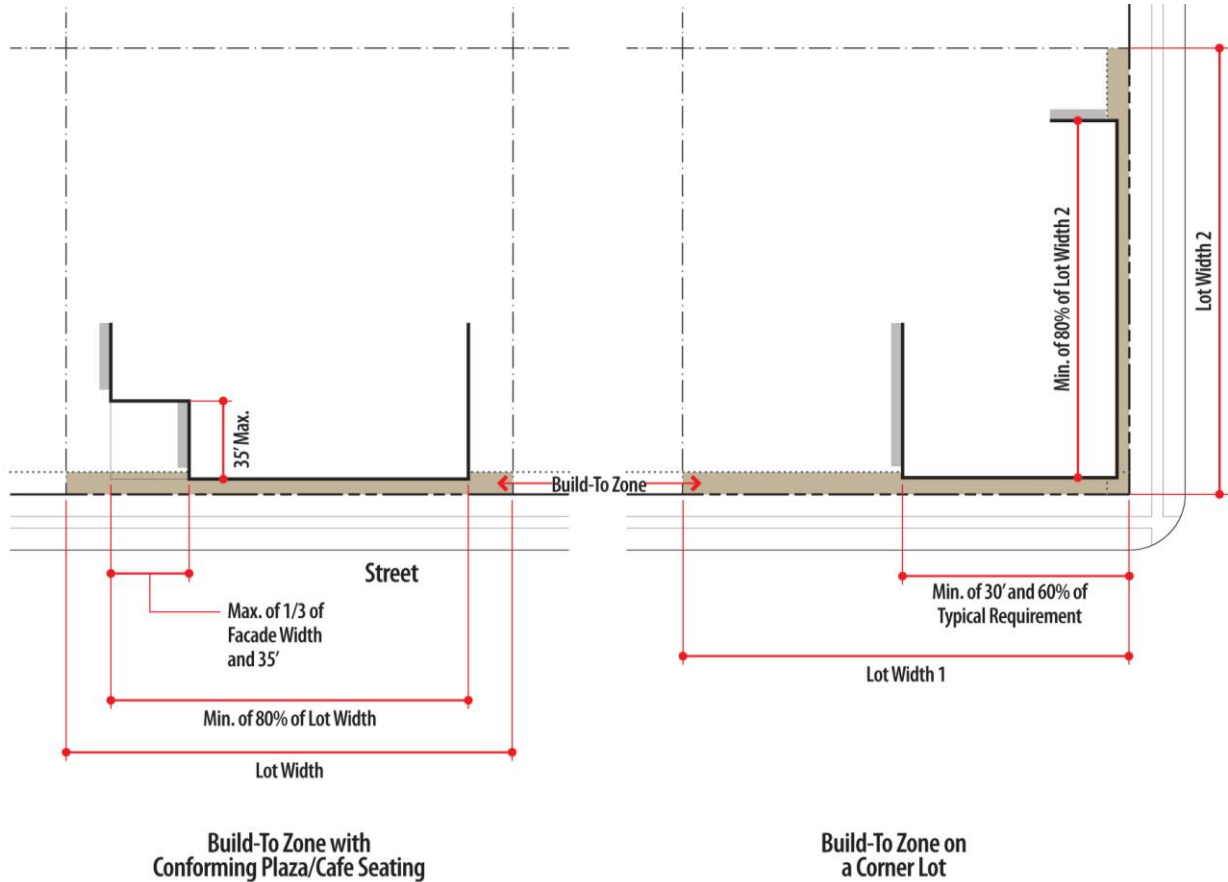 35' Max.
Build-To Zone
Street
Max. of 1/3 of
Facade Width
and 35'
Min. of 80% of Lot Width
Lot Width
Build-To Zone with
Conforming Plaza/Cafe Seating
Min. of 80% of Lot Width 2
Lot Width 2
Min. of 30' and 60% of
Typical Requirement
Lot Width 1
Build-To Zone on
a Corner Lot